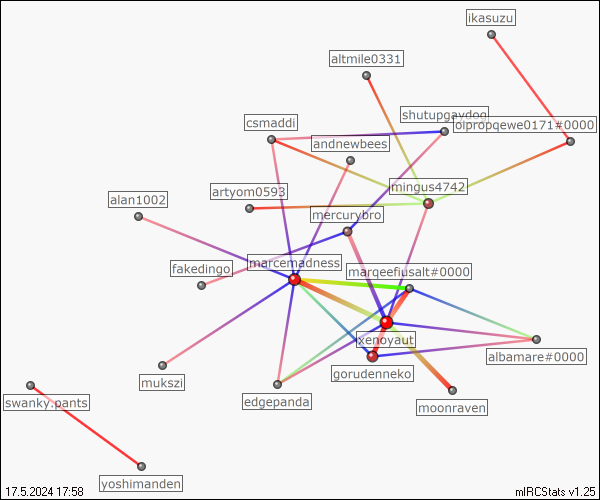 ikasuzu
altmile0331
shutupgaydog
csmaddi
olpropqewe0171#0000
andnewbees
mingus4742
artyom0593
alan1002
mercurybro
marcemadness
fakedingo
marqeefiusalt#0000
xenoyaut
albamare#0000
mukszi
gorudenneko
swanky.pants
edgepanda
moonraven
yoshimanden
17.5.2024 17:58
mIRCStats v1.25